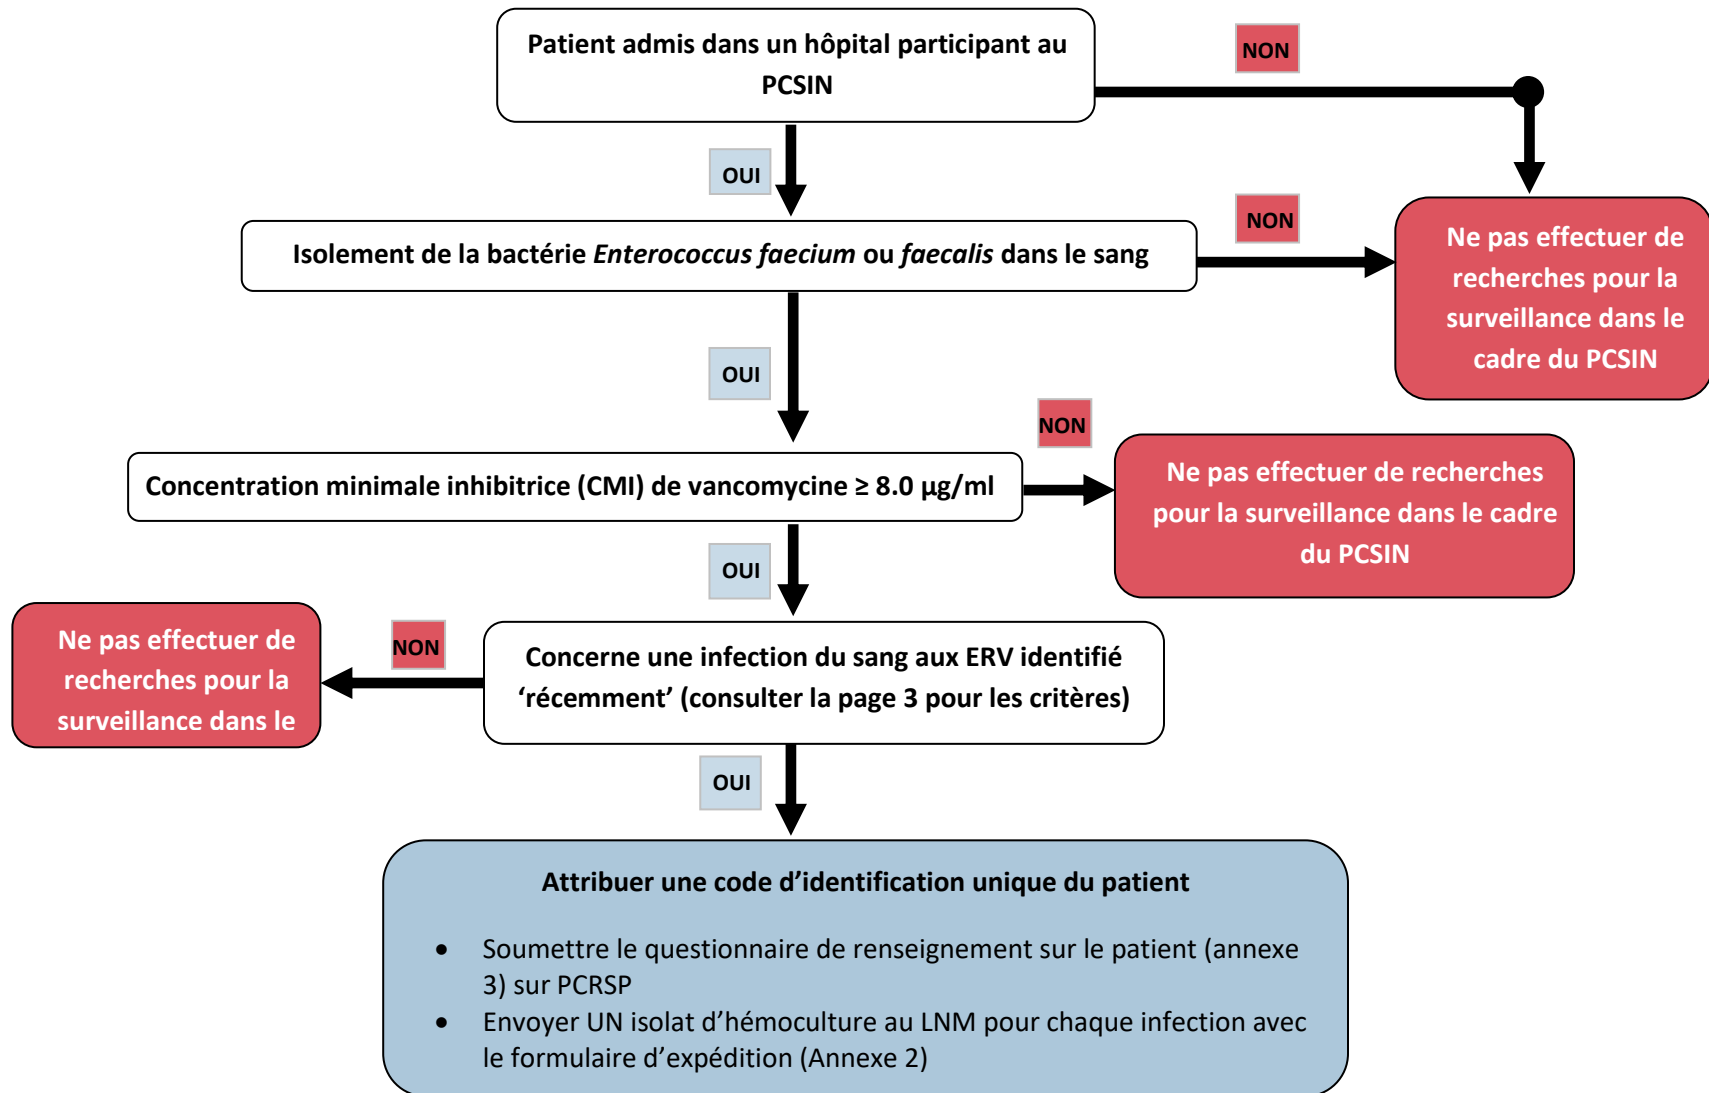 Patient admis dans un hôpital participant au
PCSIN
NON
OUI
Isolement de la bactérie Enterococcus faecium ou faecalis dans le sang
NON
Ne pas effectuer de
recherches pour la
surveillance dans le
cadre du PCSIN
OUI
Concentration minimale inhibitrice (CMI) de vancomycine ≥ 8.0 µg/ml
NON
Ne pas effectuer de recherches
pour la surveillance dans le cadre
du PCSIN
OUI
Concerne une infection du sang aux ERV identifié
‘récemment’ (consulter la page 3 pour les critères)
NON
Ne pas effectuer de
recherches pour la
surveillance dans le
OUI
Attribuer une code d’identification unique du patient
• Soumettre le questionnaire de renseignement sur le patient (annexe
3) sur PCRSP
• Envoyer UN isolat d’hémoculture au LNM pour chaque infection avec
le formulaire d’expédition (Annexe 2)